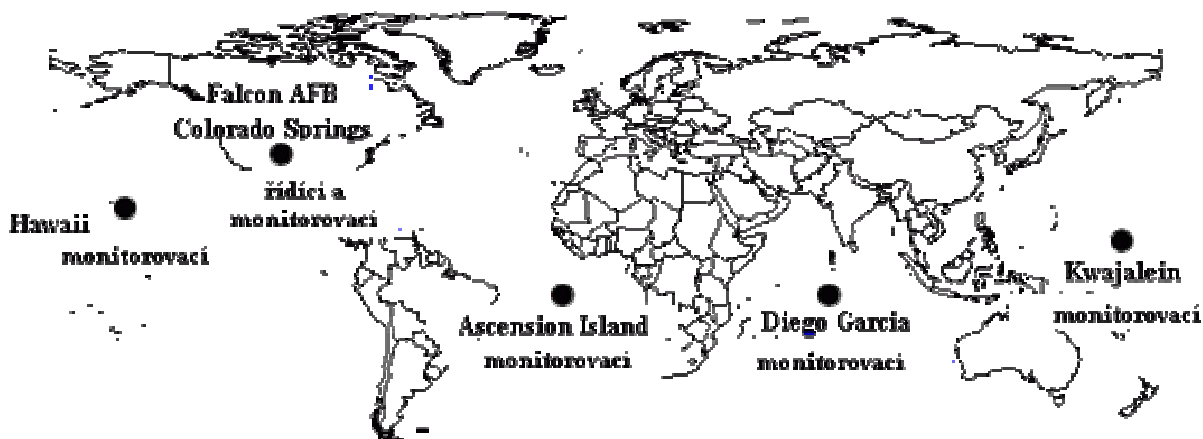 Falcon AFB
Colorado Springs
řídící a
monitorovací
Hawaii
monitorovací
Ascension Island
monitorovací
Diego Garcia
monitorovací
Kwajalein
monitorovací